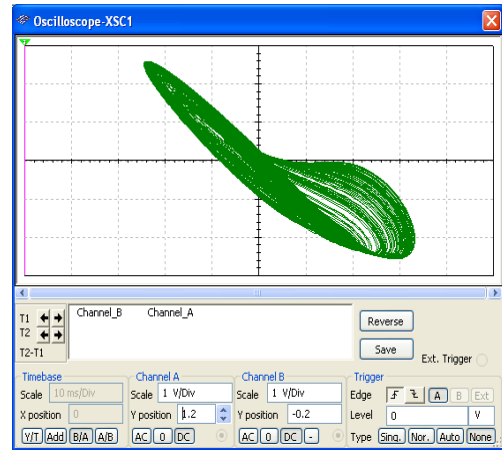 Oscilloscope-XSC1
T
T1
T2
T2-T1
Channel_B Channel_A
Reverse
Save
Ext. Trigger
Timebase
Scale 10 ms/Div
X position 0
Y/T Add B/A A/B
Channel A
Scale 1 V/Div
Y position 1.2
AC 0 DC
Channel B
Scale 1 V/Div
Y position -0.2
AC 0 DC -
Trigger
Edge A B Ext
Level 0 V
Type Sing. Nor. Auto None